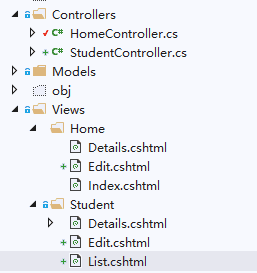 Controllers
C# HomeController.cs
C# StudentController.cs
Models
obj
Views
Home
Details.cshtml
Edit.cshtml
Index.cshtml
Student
Details.cshtml
Edit.cshtml
List.cshtml